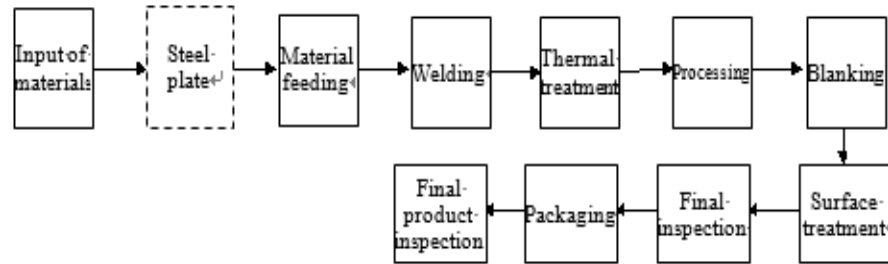 Input of
materials
Steel
plate↵
Material
feeding
Welding
Thermal
treatment
Processing
Blanking
Final
product
inspection
Packaging
Final
inspection
Surface
treatment